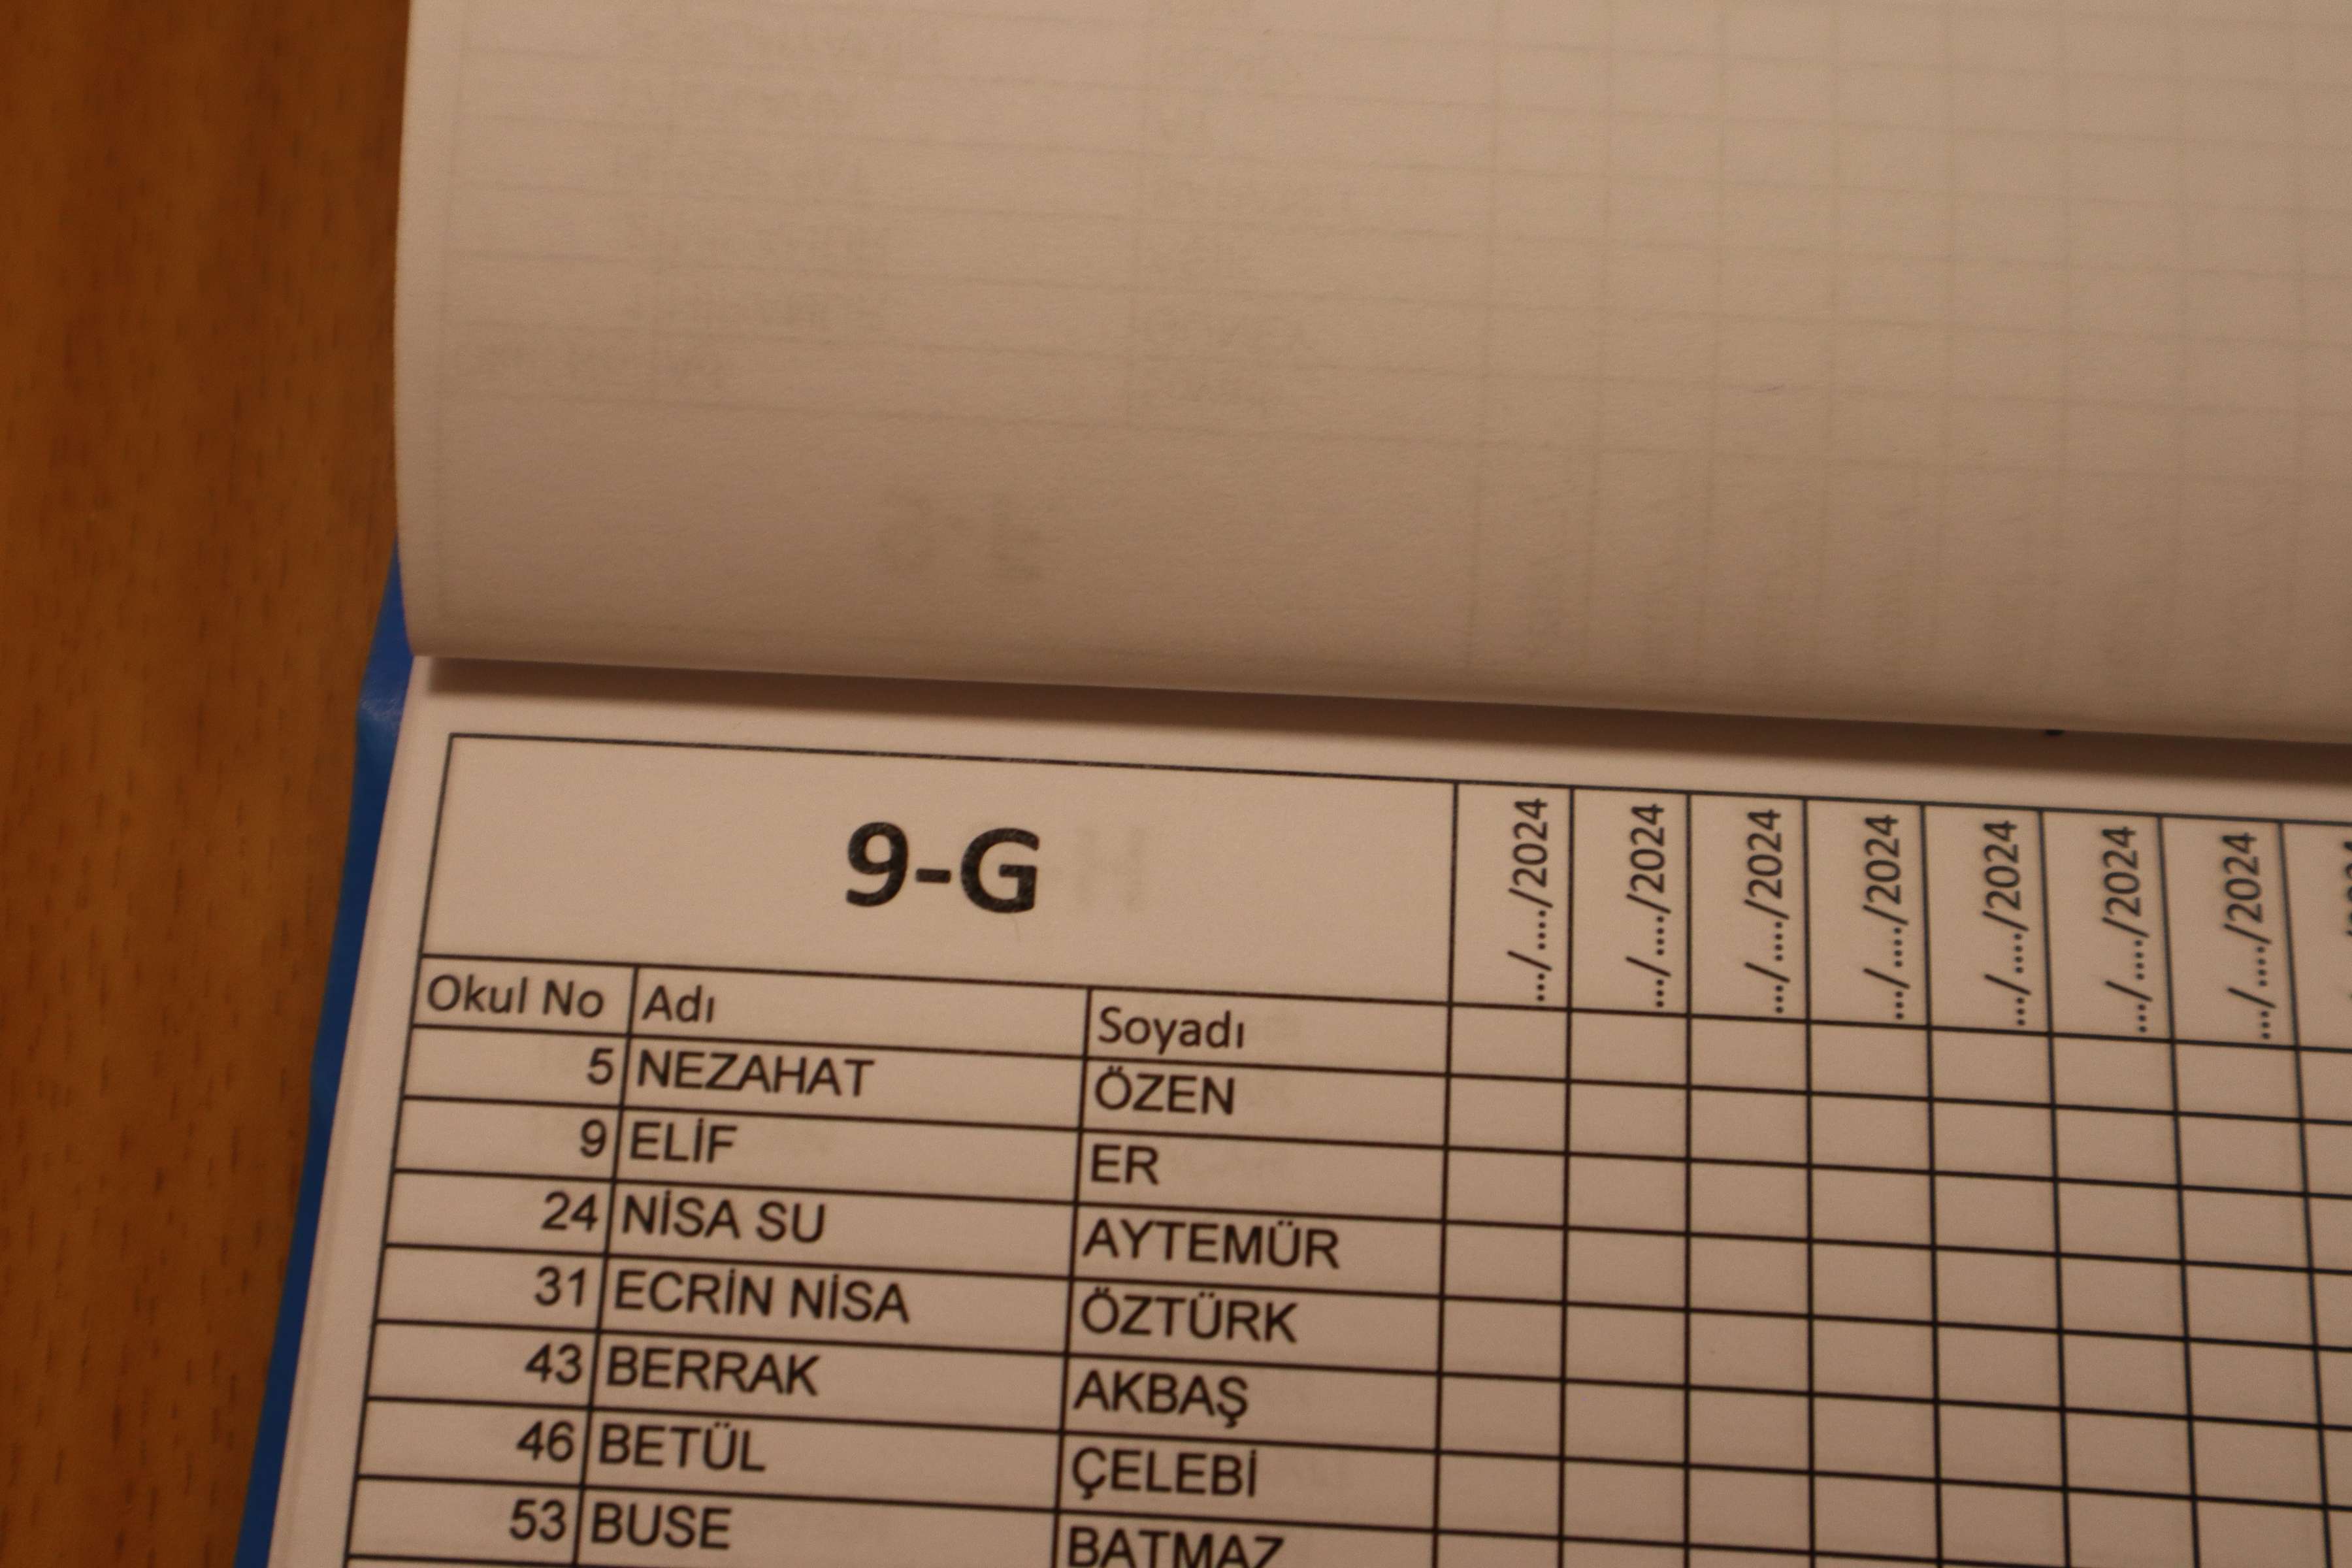 9-G
.../..../2024
.../..../2024
.../..../2024
.../..../2024
.../..../2024
.../..../2024
.../..../2024
Okul No Adı Soyadı
5 NEZAHAT ÖZEN
9 ELİF ER
24 NİSA SU AYTEMÜR
31 ECRİN NİSA ÖZTÜRK
43 BERRAK AKBAŞ
46 BETÜL ÇELEBİ
53 BUSE BATMAZ